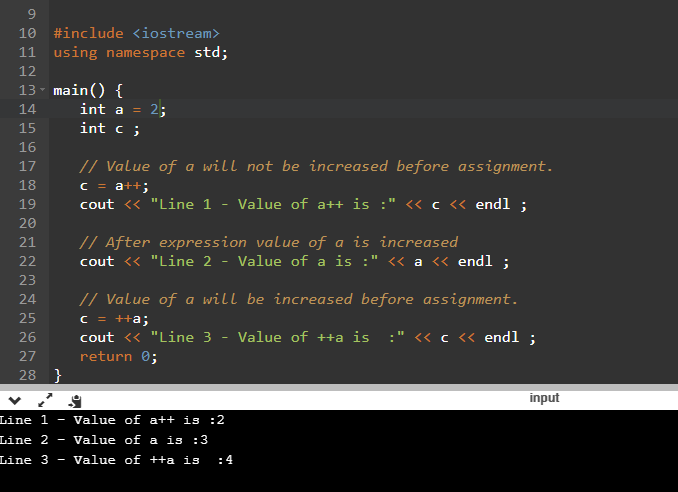 9
10 #include <iostream>
11 using namespace std;
12
13 main() {
14    int a = 2;
15    int c ;
16
17    // Value of a will not be increased before assignment.
18    c = a++;
19    cout << "Line 1 - Value of a++ is :" << c << endl ;
20
21    // After expression value of a is increased
22    cout << "Line 2 - Value of a is :" << a << endl ;
23
24    // Value of a will be increased before assignment.
25    c = ++a;
26    cout << "Line 3 - Value of ++a is  :" << c << endl ;
27    return 0;
28 }
input
Line 1 - Value of a++ is :2
Line 2 - Value of a is :3
Line 3 - Value of ++a is  :4